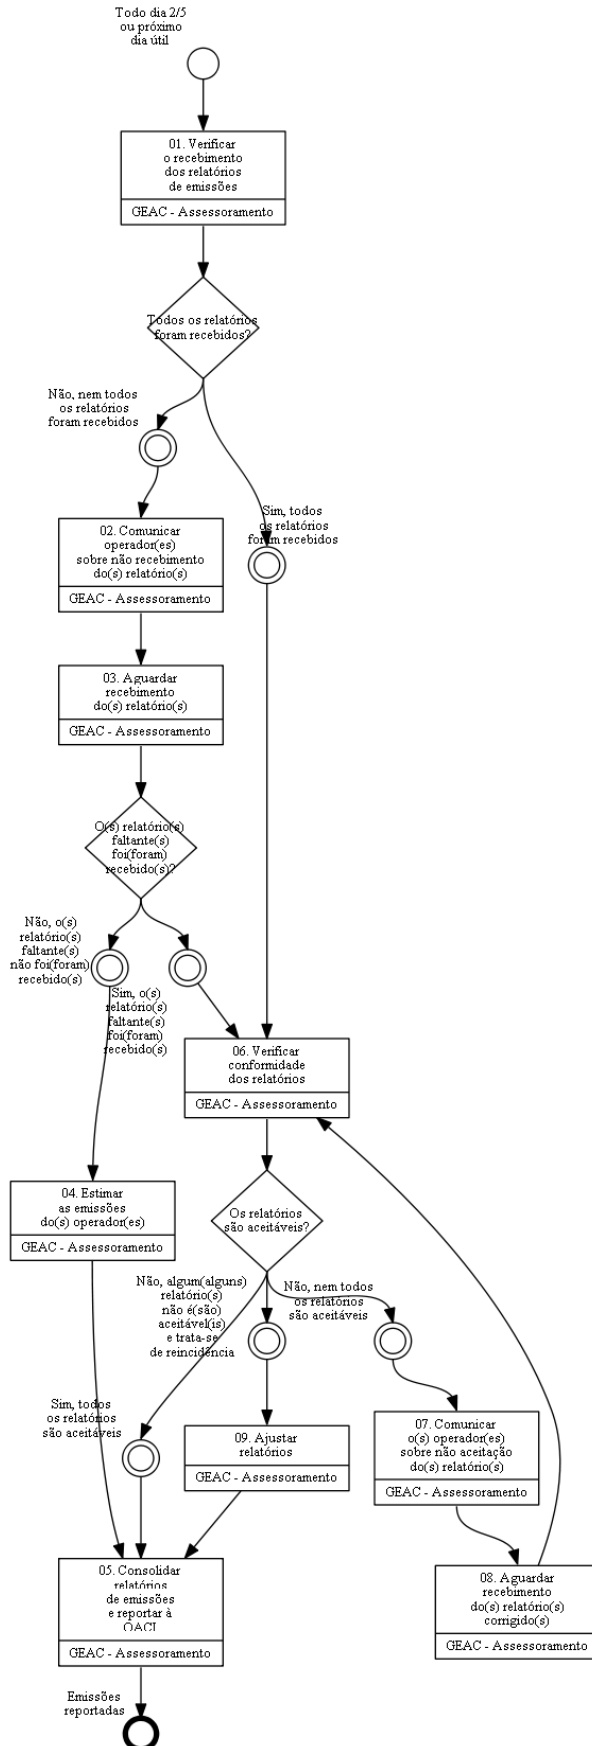 Todo dia 2/5
ou próximo
dia útil
01. Verificar
o recebimento
dos relatórios
de emissões
GEAC - Assessoramento
Todos os relatórios
foram recebidos?
Não, nem todos
os relatórios
foram recebidos
Sim, todos
os relatórios
foram recebidos
02. Comunicar
operador(es)
sobre não recebimento
do(s) relatório(s)
GEAC - Assessoramento
03. Aguardar
recebimento
do(s) relatório(s)
GEAC - Assessoramento
O(s) relatório(s)
faltante(s)
foi(foram)
recebido(s)?
Não, o(s)
relatório(s)
faltante(s)
não foi(foram)
recebido(s)
Sim, o(s)
relatório(s)
faltante(s)
foi(foram)
recebido(s)
06. Verificar
conformidade
dos relatórios
GEAC - Assessoramento
04. Estimar
as emissões
do(s) operador(es)
GEAC - Assessoramento
Os relatórios
são aceitáveis?
Não, algum(alguns)
relatório(s)
não é(são)
aceitável(is)
e trata-se
de reincidência
Não, nem todos
os relatórios
são aceitáveis
Sim, todos
os relatórios
são aceitáveis
09. Ajustar
relatórios
GEAC - Assessoramento
07. Comunicar
o(s) operador(es)
sobre não aceitação
do(s) relatório(s)
GEAC - Assessoramento
05. Consolidar
relatórios
de emissões
e reportar à
OACI
GEAC - Assessoramento
08. Aguardar
recebimento
do(s) relatório(s)
corrigido(s)
GEAC - Assessoramento
Emissões
reportadas